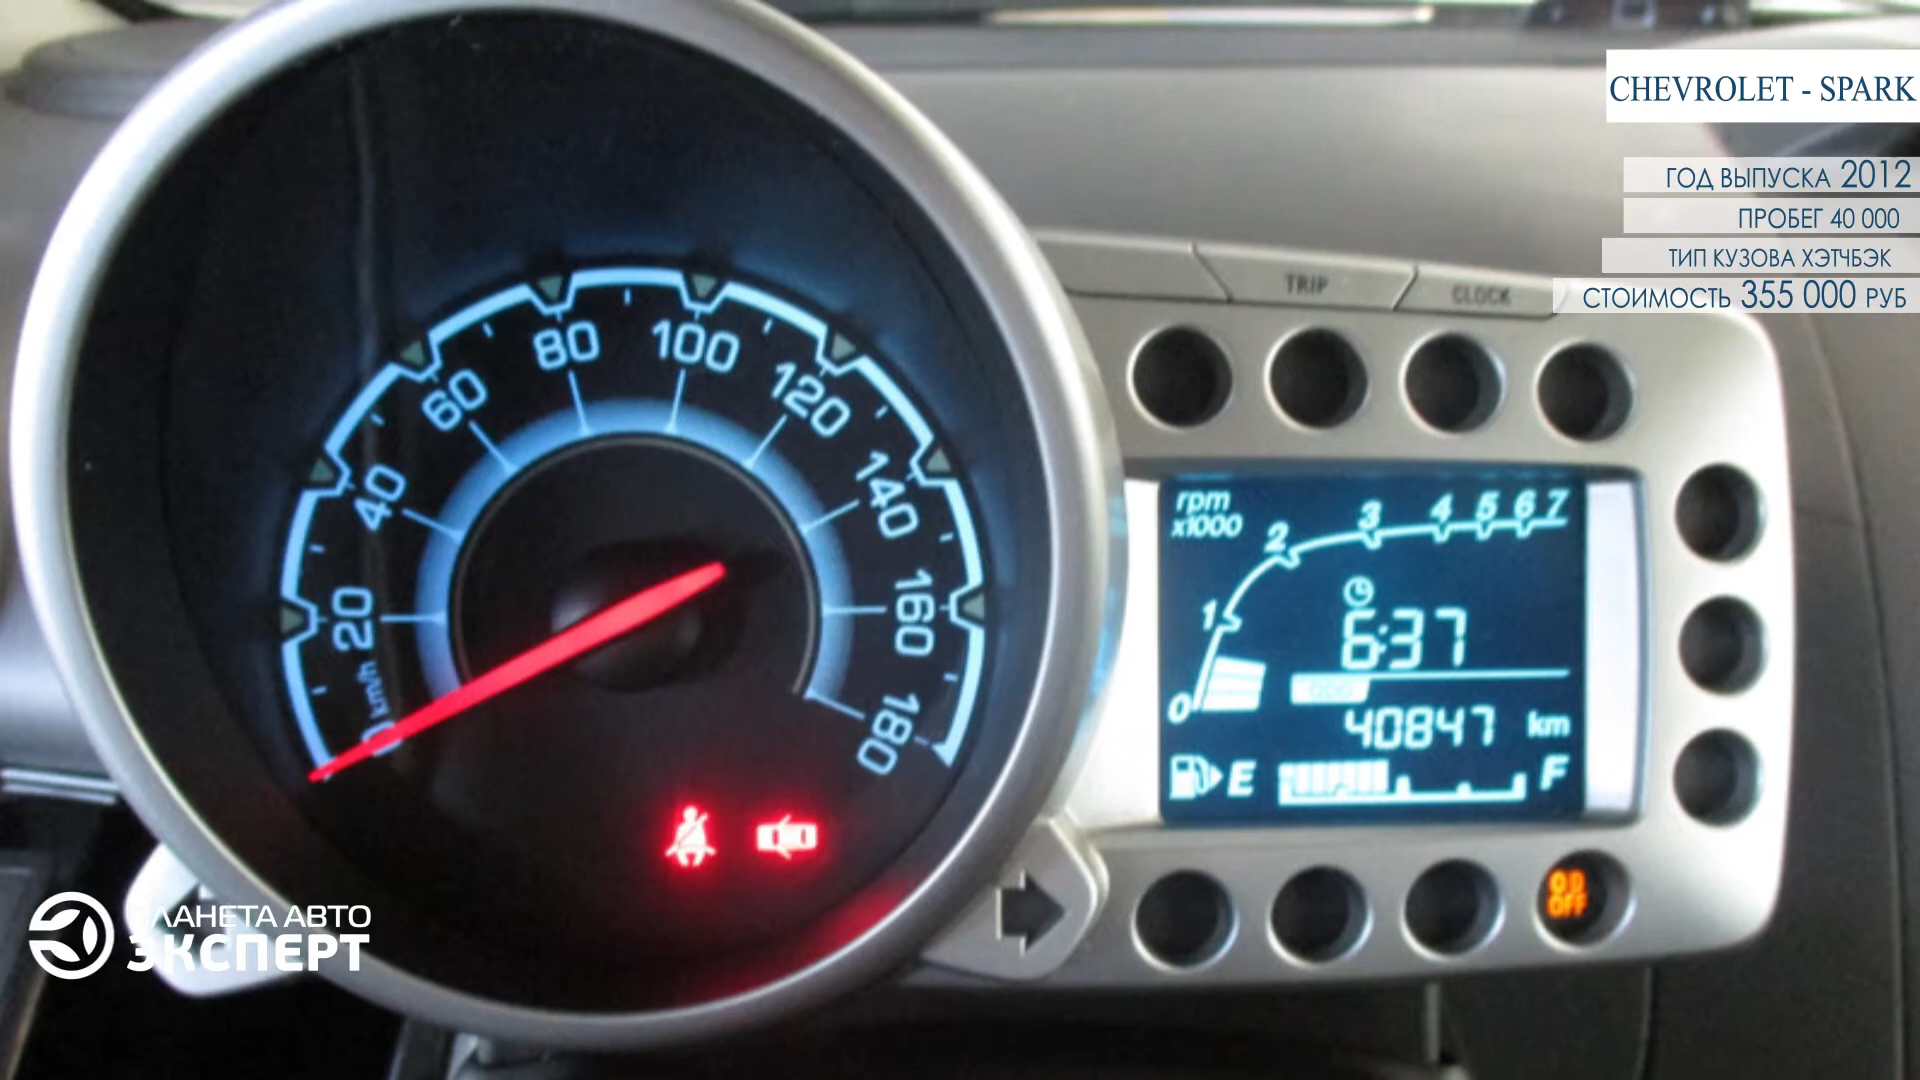 CHEVROLET - SPARK
ГОД ВЫПУСКА 2012
ПРОБЕГ 40 000
ТИП КУЗОВА ХЭТЧБЭК
СТОИМОСТЬ 355 000 РУБ
TRIP
CLOCK
0 km/h
20
40
60
80
100
120
140
160
180
rpm
x1000
0 1 2 3 4 5 6 7
6:37
ODO
40847 km
E F
O/D
OFF
ПЛАНЕТА АВТО
ЭКСПЕРТ